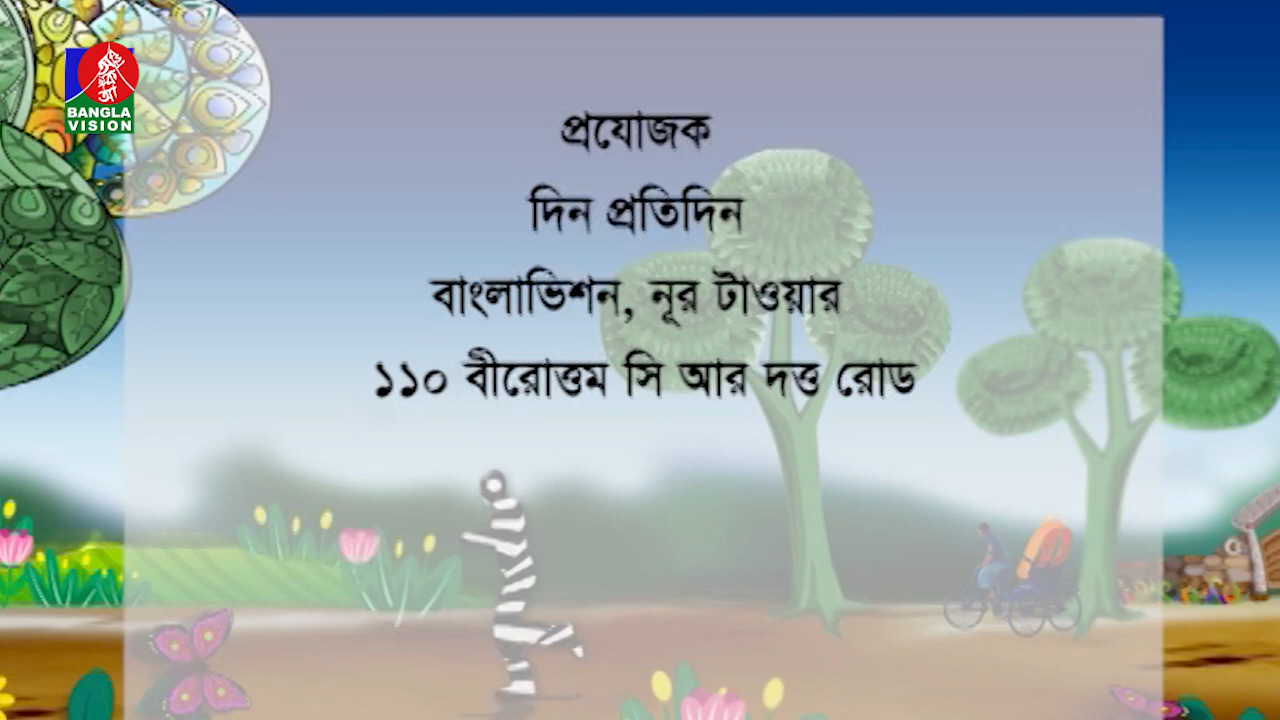 BANGLA
VISION
প্রযোজক
দিন প্রতিদিন
বাংলাভিশন, নূর টাওয়ার
১১০ বীরোত্তম সি আর দত্ত রোড